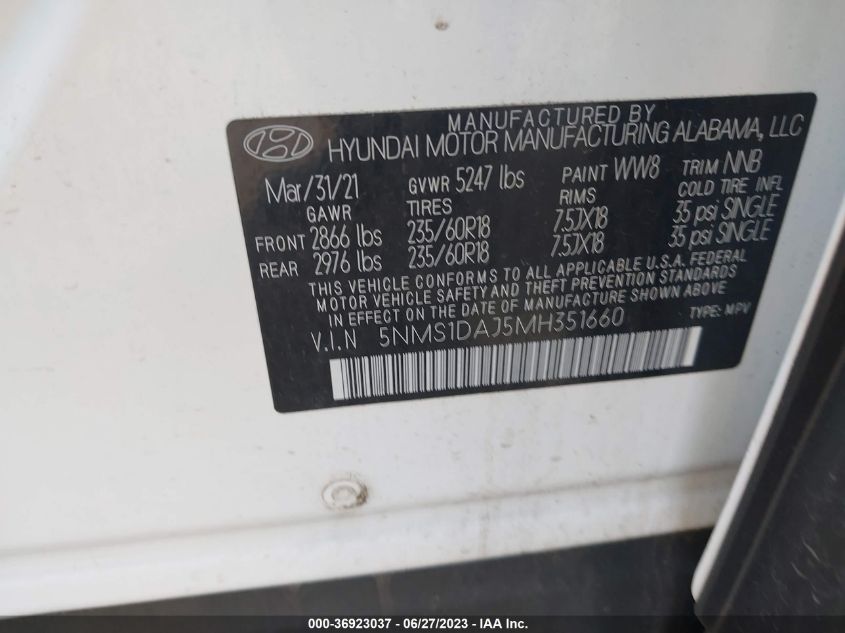 MANUFACTURED BY
HYUNDAI MOTOR MANUFACTURING ALABAMA, LLC
Mar/31/21 GVWR 5247 lbs PAINT WW8 TRIM NNB
GAWR TIRES RIMS COLD TIRE INFL
FRONT 2866 lbs 235/60R18 7.5JX18 35 psi SINGLE
REAR 2976 lbs 235/60R18 7.5JX18 35 psi SINGLE
THIS VEHICLE CONFORMS TO ALL APPLICABLE U.S.A. FEDERAL
MOTOR VEHICLE SAFETY AND THEFT PREVENTION STANDARDS
IN EFFECT ON THE DATE OF MANUFACTURE SHOWN ABOVE
V.I.N 5NMS1DAJ5MH351660 TYPE: MPV
000-36923037 - 06/27/2023 - IAA Inc.